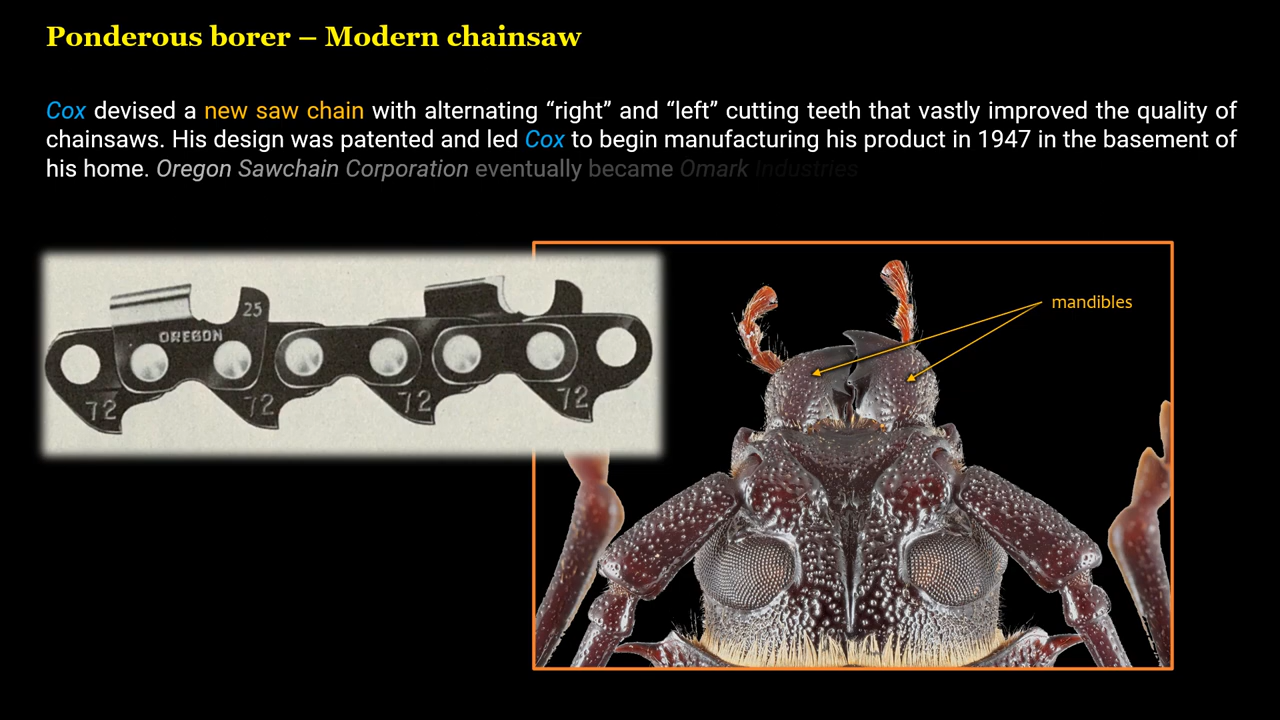 Ponderous borer – Modern chainsaw
Cox devised a new saw chain with alternating “right” and “left” cutting teeth that vastly improved the quality of
chainsaws. His design was patented and led Cox to begin manufacturing his product in 1947 in the basement of
his home. Oregon Sawchain Corporation eventually became Omark Industries
mandibles
25
OREGON
72 72 72 72